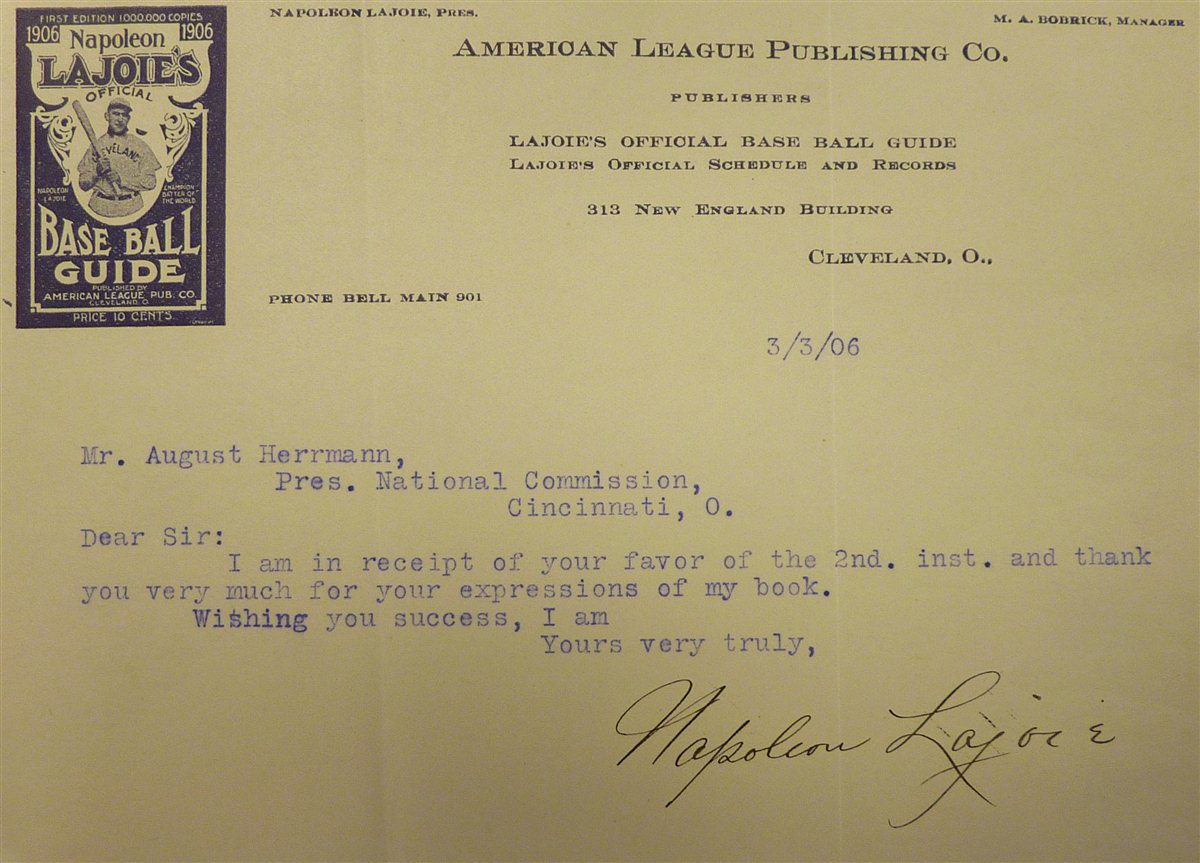 FIRST EDITION 1,000,000 COPIES
1906 Napoleon 1906
LAJOIE'S
OFFICIAL
CLEVELAND
NAPOLEON
LAJOIE
CHAMPION
BATTER OF
THE WORLD
BASE BALL
GUIDE
PUBLISHED BY
AMERICAN LEAGUE PUB. CO.
CLEVELAND, O.
PRICE 10 CENTS
NAPOLEON LAJOIE, PRES.
M. A. BOBRICK, MANAGER
AMERICAN LEAGUE PUBLISHING CO.
PUBLISHERS
LAJOIE'S OFFICIAL BASE BALL GUIDE
LAJOIE'S OFFICIAL SCHEDULE AND RECORDS
313 NEW ENGLAND BUILDING
CLEVELAND, O.,
PHONE BELL MAIN 901
3/3/06
Mr. August Herrmann,
Pres. National Commission,
Cincinnati, O.
Dear Sir:
I am in receipt of your favor of the 2nd. inst. and thank
you very much for your expressions of my book.
Wishing you success, I am
Yours very truly,
Napoleon Lajoie